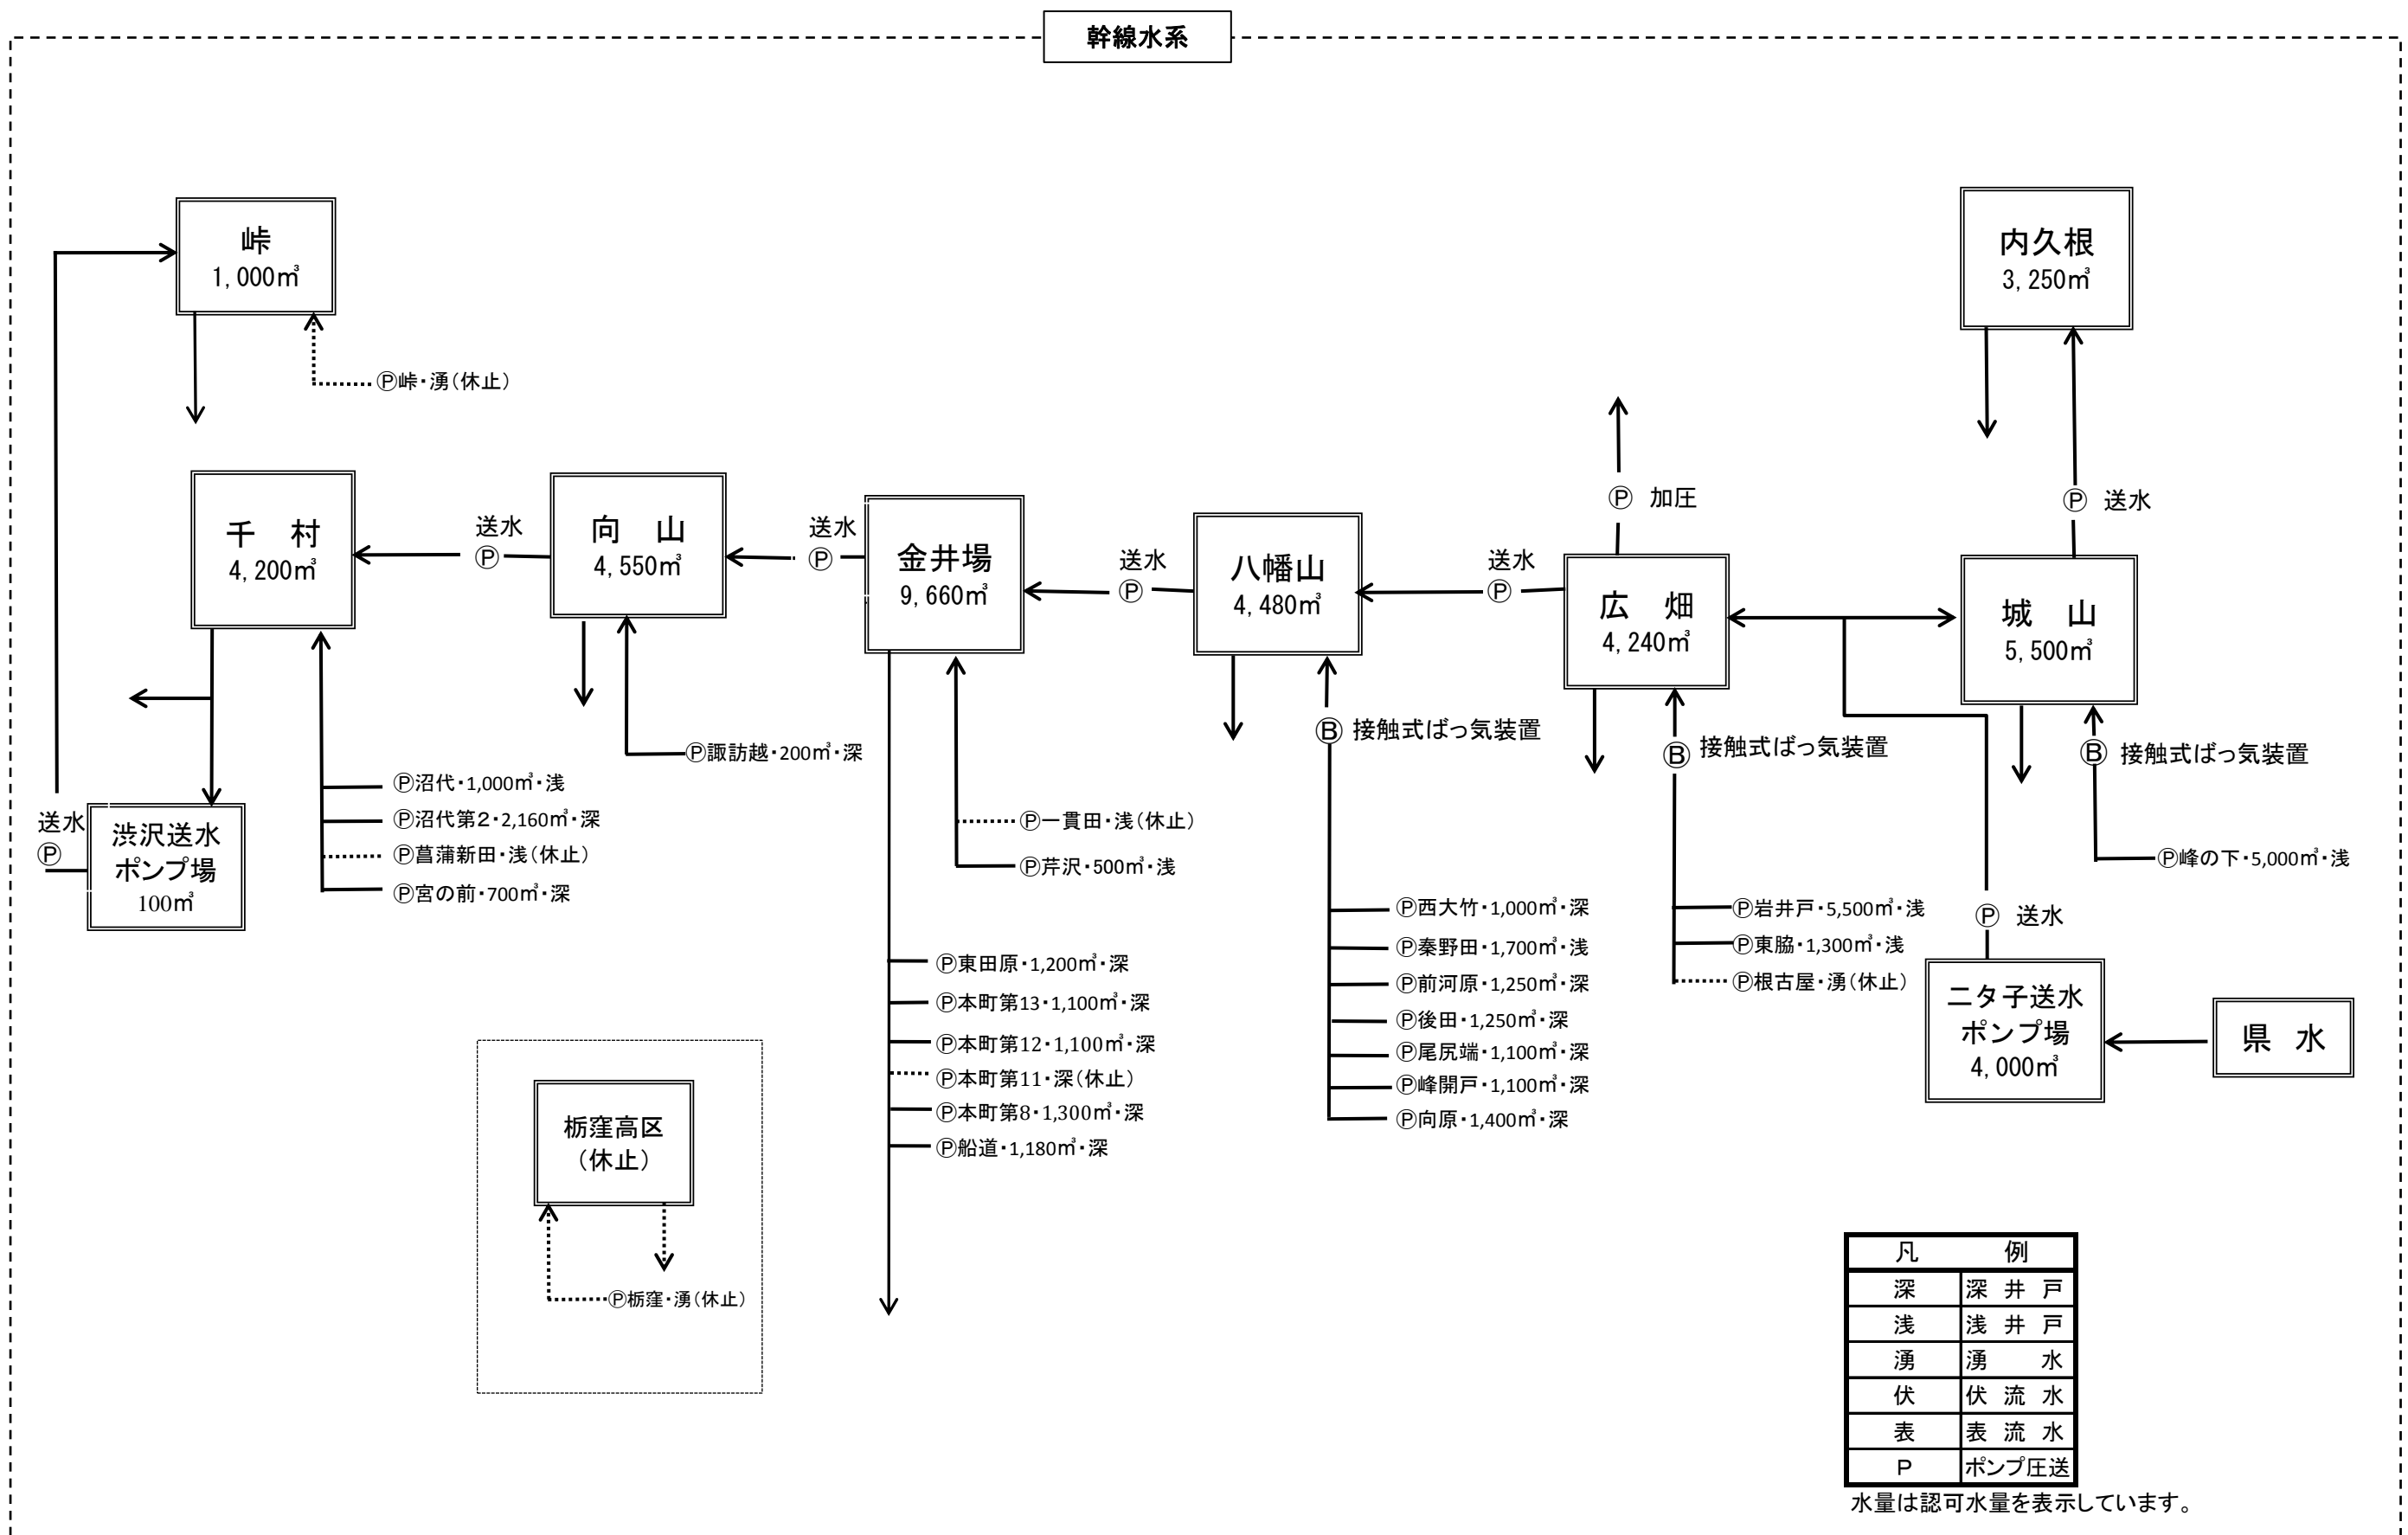 幹線水系
峠
1,000㎥
Ⓟ峠・湧（休止）
内久根
3,250㎥
Ⓟ 送水
Ⓟ 加圧
千 村
4,200㎥
送水
Ⓟ
向 山
4,550㎥
送水
Ⓟ
金井場
9,660㎥
送水
Ⓟ
八幡山
4,480㎥
送水
Ⓟ
広 畑
4,240㎥
城 山
5,500㎥
Ⓟ諏訪越・200㎥・深
Ⓑ 接触式ばっ気装置
Ⓑ 接触式ばっ気装置
Ⓑ 接触式ばっ気装置
送水
Ⓟ
渋沢送水
ポンプ場
100㎥
Ⓟ沼代・1,000㎥・浅
Ⓟ沼代第２・2,160㎥・深
Ⓟ菖蒲新田・浅（休止）
Ⓟ宮の前・700㎥・深
Ⓟ一貫田・浅（休止）
Ⓟ芹沢・500㎥・浅
Ⓟ峰の下・5,000㎥・浅
Ⓟ東田原・1,200㎥・深
Ⓟ本町第13・1,100㎥・深
Ⓟ本町第12・1,100㎥・深
Ⓟ本町第11・深（休止）
Ⓟ本町第8・1,300㎥・深
Ⓟ船道・1,180㎥・深
Ⓟ西大竹・1,000㎥・深
Ⓟ秦野田・1,700㎥・浅
Ⓟ前河原・1,250㎥・深
Ⓟ後田・1,250㎥・深
Ⓟ尾尻端・1,100㎥・深
Ⓟ峰開戸・1,100㎥・深
Ⓟ向原・1,400㎥・深
Ⓟ岩井戸・5,500㎥・浅
Ⓟ東脇・1,300㎥・浅
Ⓟ根古屋・湧（休止）
Ⓟ 送水
二タ子送水
ポンプ場
4,000㎥
県 水
栃窪高区
（休止）
Ⓟ栃窪・湧（休止）
凡 例
深 深 井 戸
浅 浅 井 戸
湧 湧 水
伏 伏 流 水
表 表 流 水
Ｐ ポンプ圧送
水量は認可水量を表示しています。